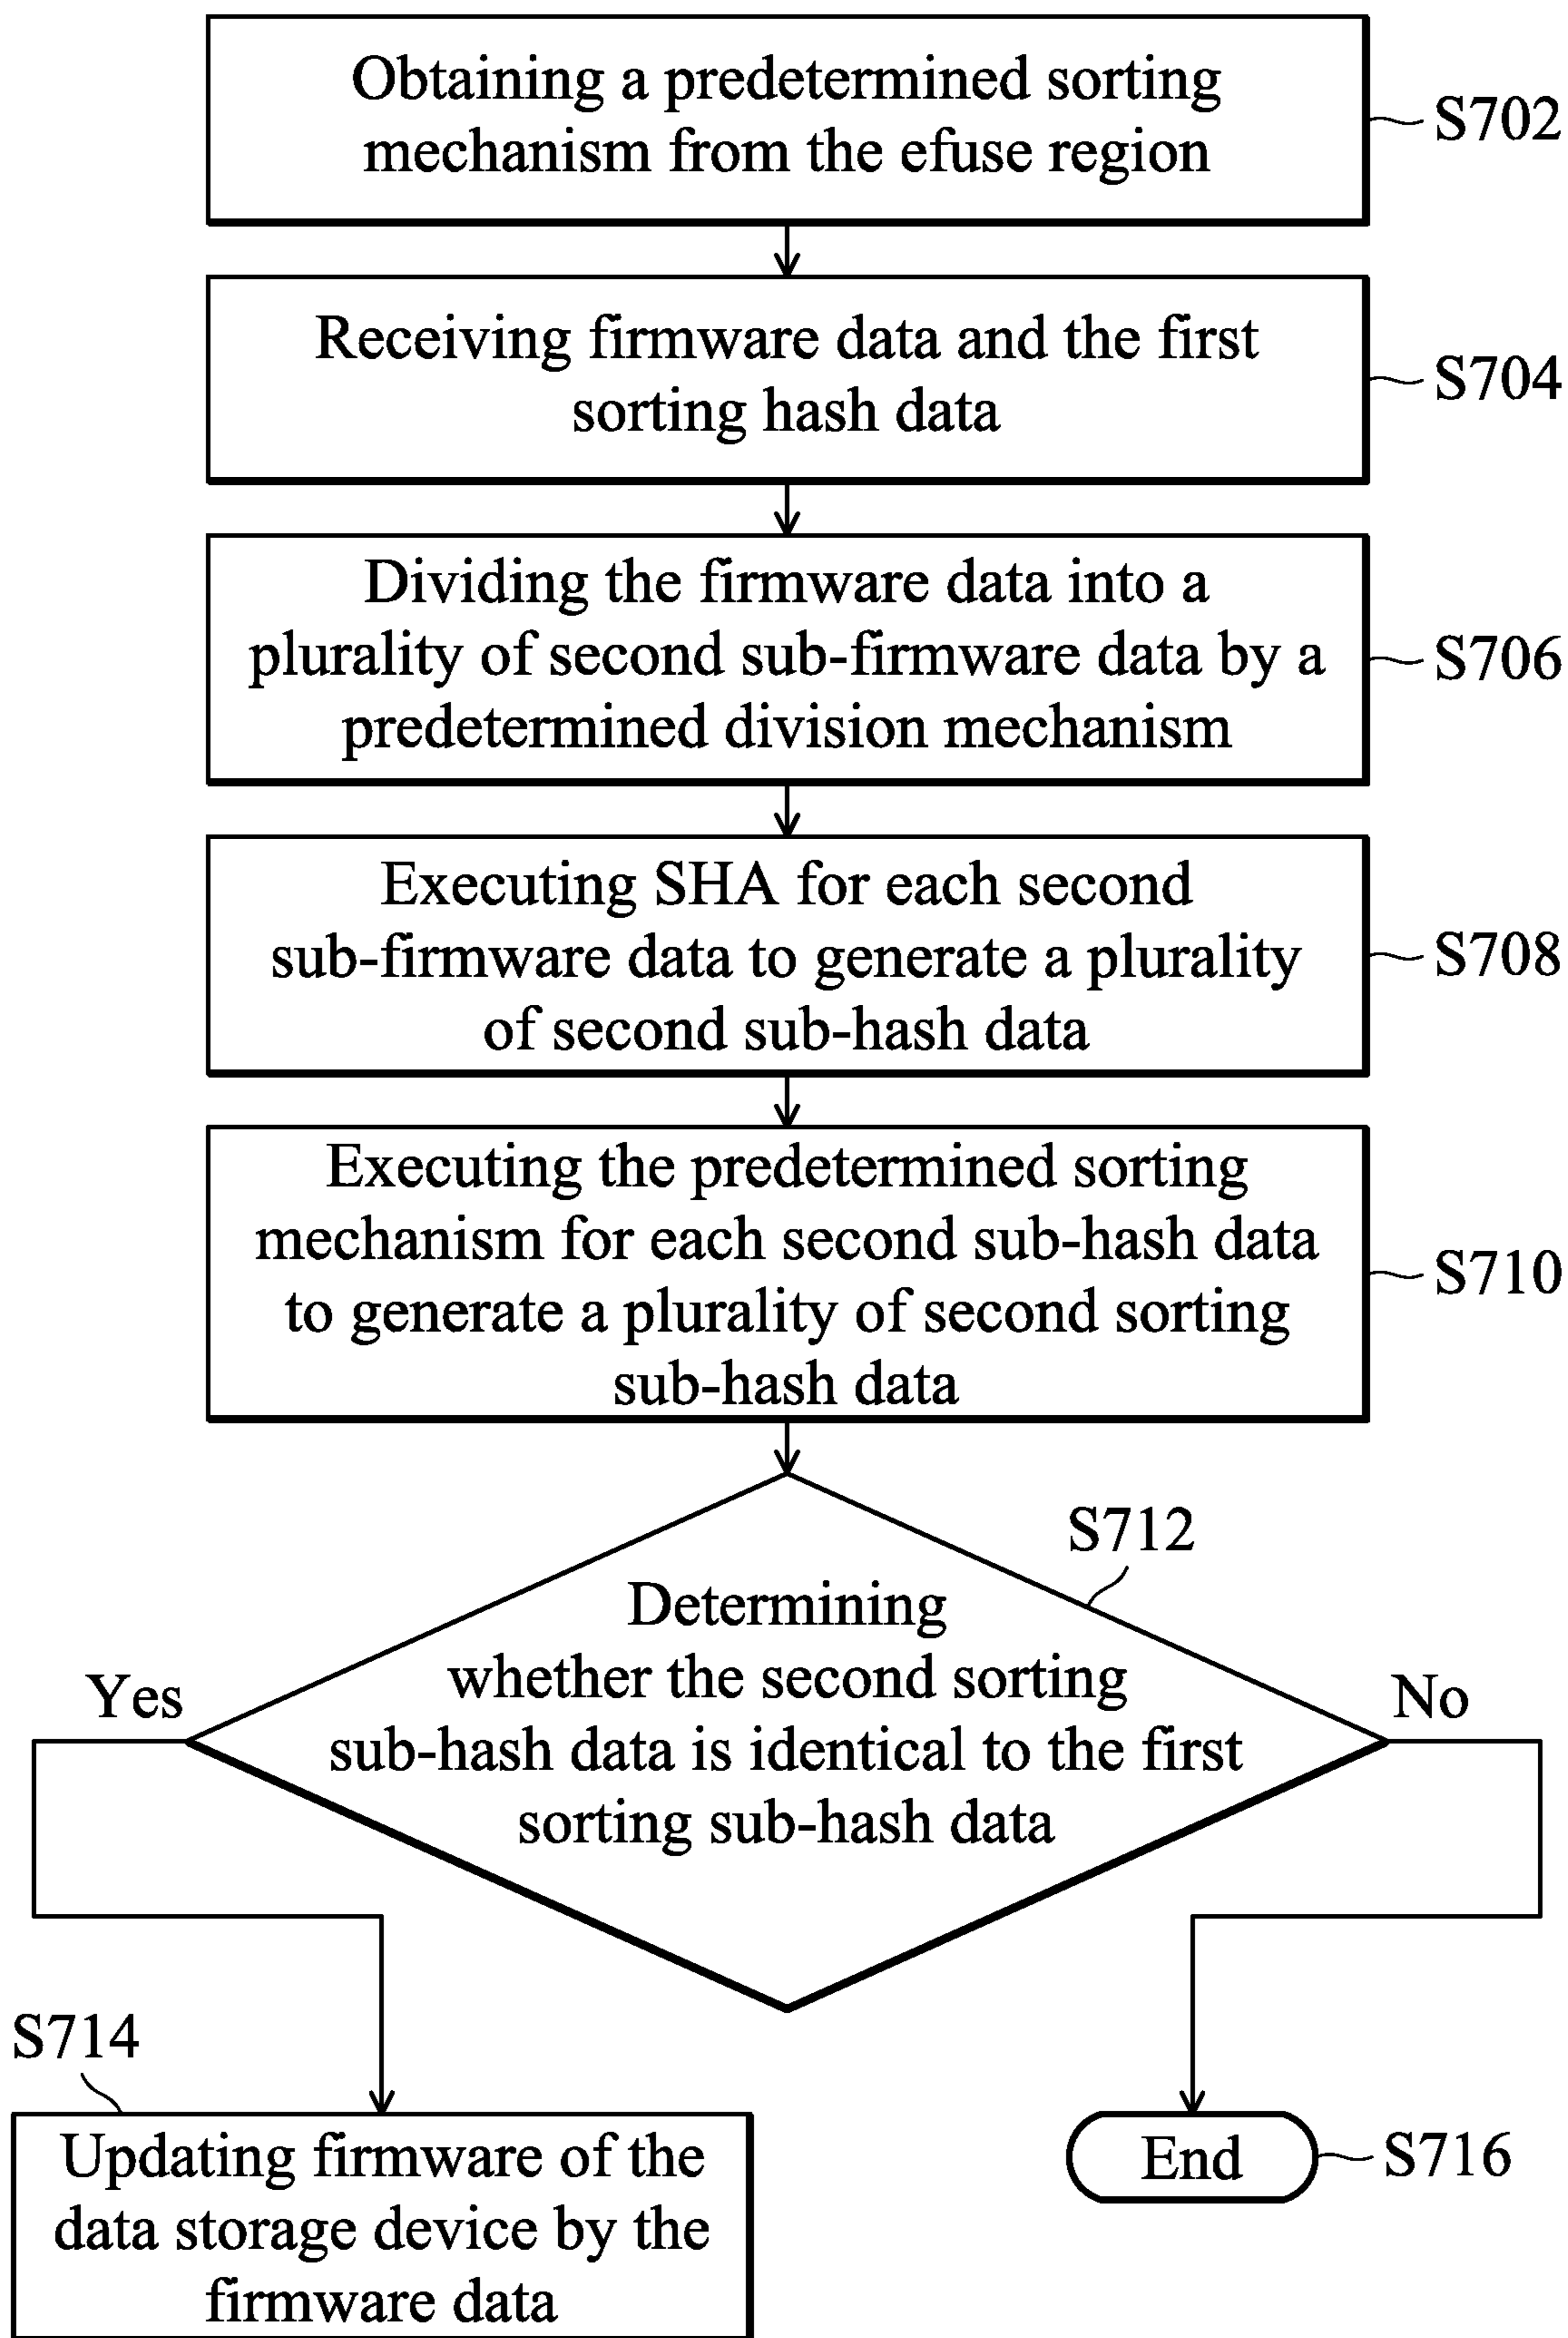 Obtaining a predetermined sorting
mechanism from the efuse region
S702
Receiving firmware data and the first
sorting hash data
S704
Dividing the firmware data into a
plurality of second sub-firmware data by a
predetermined division mechanism
S706
Executing SHA for each second
sub-firmware data to generate a plurality
of second sub-hash data
S708
Executing the predetermined sorting
mechanism for each second sub-hash data
to generate a plurality of second sorting
sub-hash data
S710
S712
Determining
whether the second sorting
sub-hash data is identical to the first
sorting sub-hash data
Yes
No
S714
Updating firmware of the
data storage device by the
firmware data
End
S716